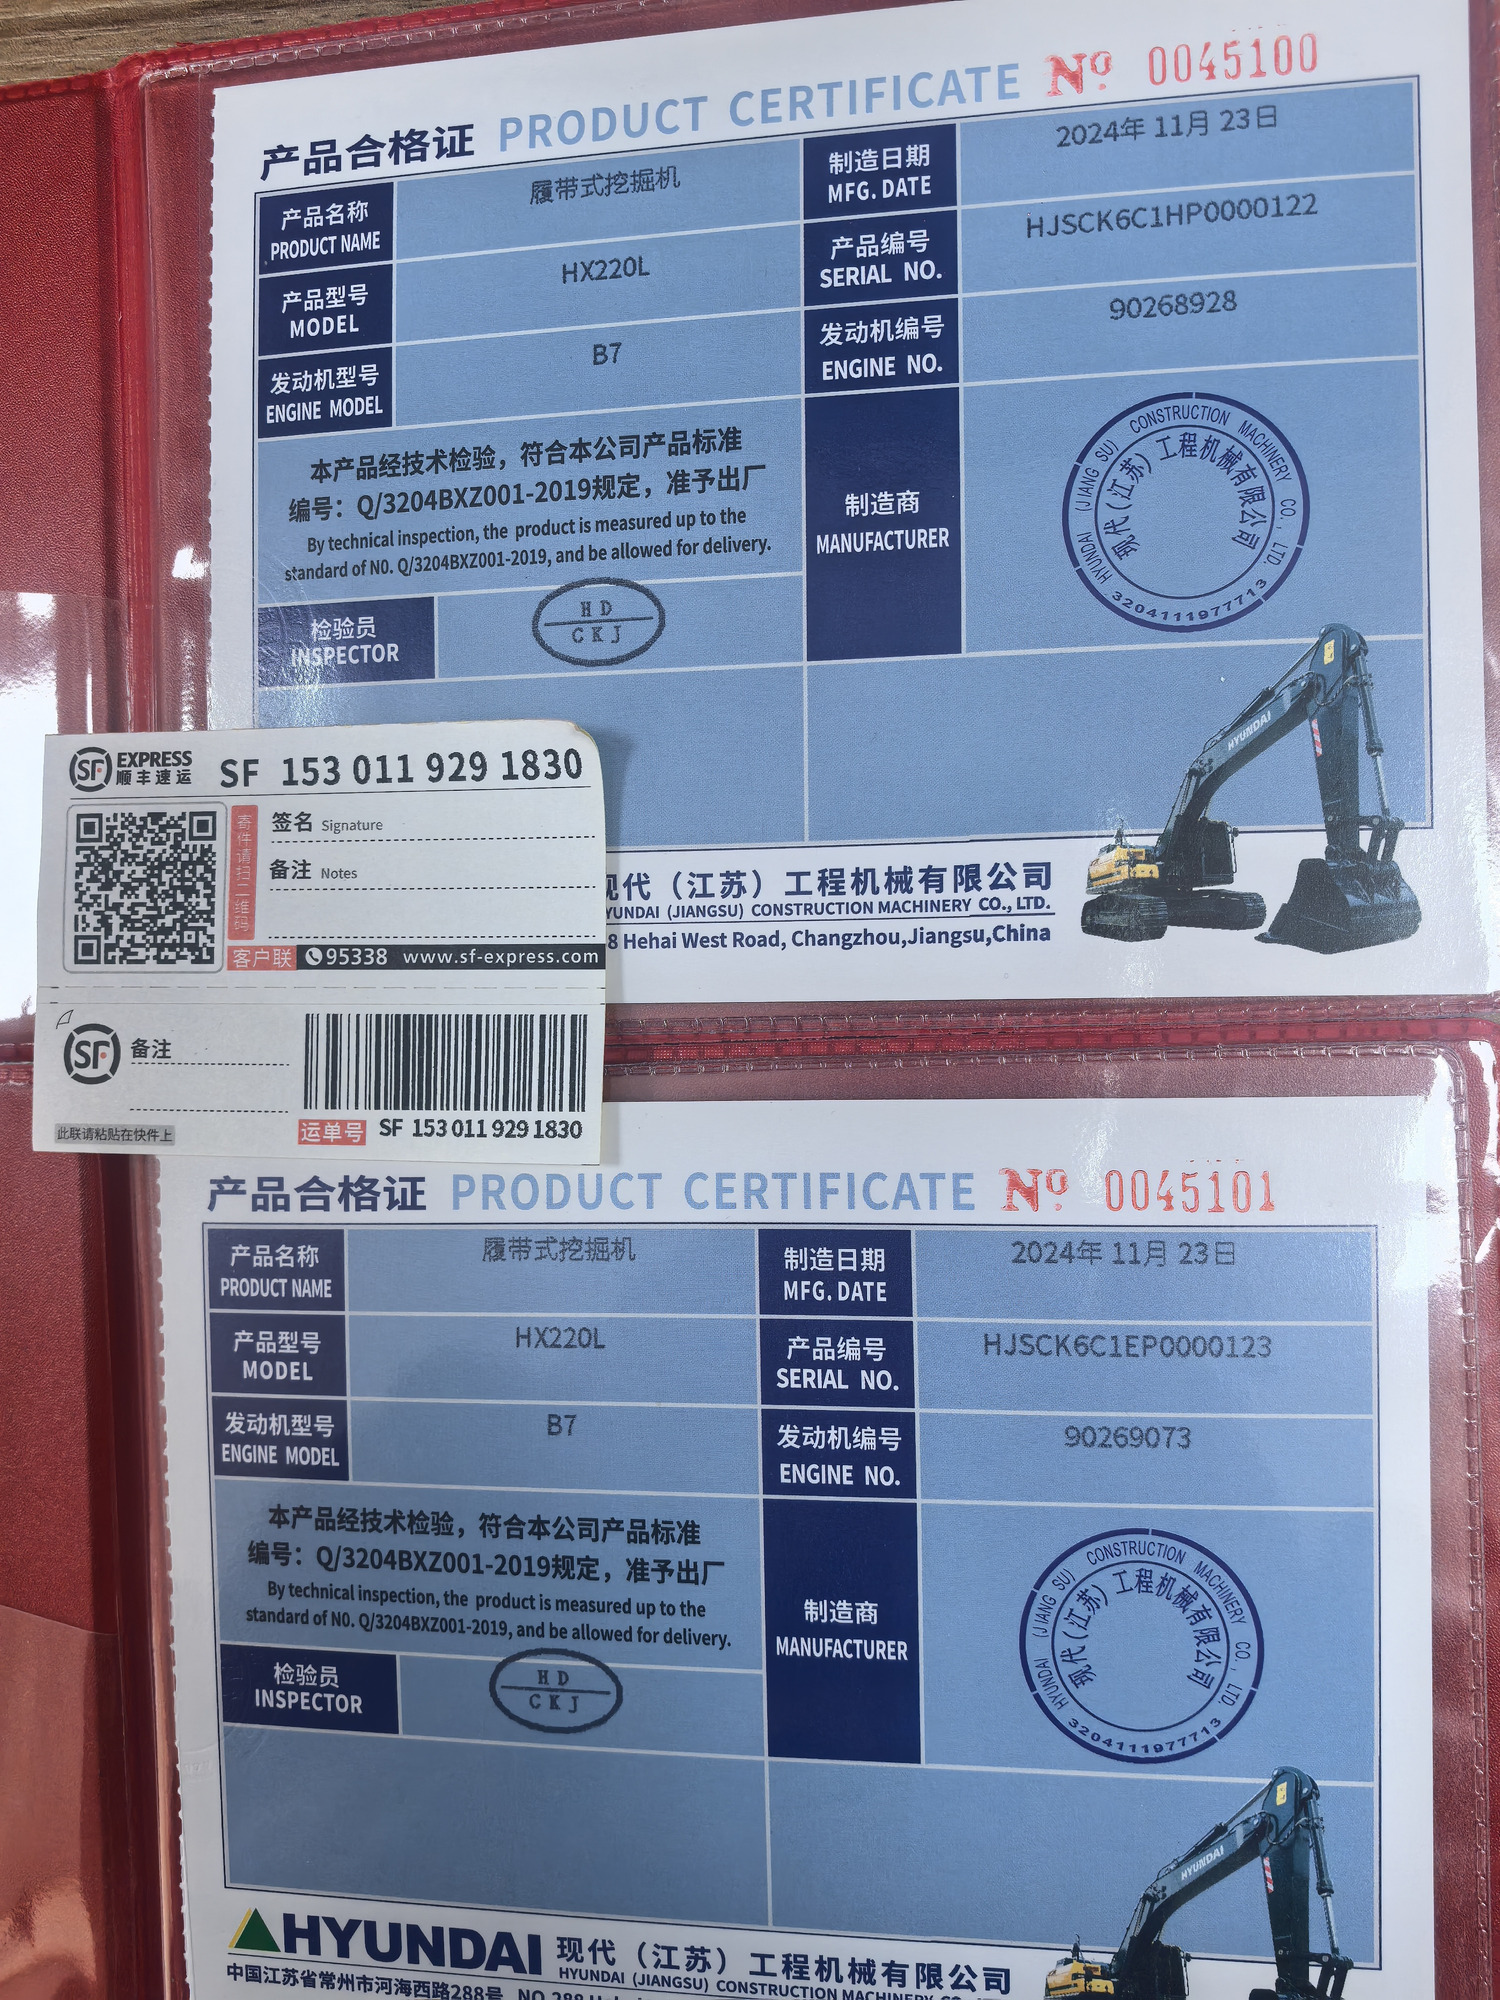 产品合格证 PRODUCT CERTIFICATE Nº 0045100
产品名称 PRODUCT NAME
履带式挖掘机
制造日期 MFG. DATE
2024年 11月 23日
产品型号 MODEL
HX220L
产品编号 SERIAL NO.
HJSCK6C1HP0000122
发动机型号 ENGINE MODEL
B7
发动机编号 ENGINE NO.
90268928
本产品经技术检验，符合本公司产品标准
编号：Q/3204BXZ001-2019规定，准予出厂
By technical inspection, the product is measured up to the
standard of N0. Q/3204BXZ001-2019, and be allowed for delivery.
检验员 INSPECTOR
HD
CKJ
制造商 MANUFACTURER
HYUNDAI (JIANG SU) CONSTRUCTION MACHINERY CO., LTD.
现代(江苏)工程机械有限公司
3204111977713
HYUNDAI
现代（江苏）工程机械有限公司
YUNDAI (JIANGSU) CONSTRUCTION MACHINERY CO., LTD.
8 Hehai West Road, Changzhou,Jiangsu,China
SF EXPRESS 顺丰速运
SF 153 011 929 1830
寄件请扫二维码
签名 Signature
备注 Notes
客户联 95338 www.sf-express.com
SF 备注
此联请粘贴在快件上
运单号 SF 153 011 929 1830
产品合格证 PRODUCT CERTIFICATE Nº 0045101
产品名称 PRODUCT NAME
履带式挖掘机
制造日期 MFG. DATE
2024年 11月 23日
产品型号 MODEL
HX220L
产品编号 SERIAL NO.
HJSCK6C1EP0000123
发动机型号 ENGINE MODEL
B7
发动机编号 ENGINE NO.
90269073
本产品经技术检验，符合本公司产品标准
编号：Q/3204BXZ001-2019规定，准予出厂
By technical inspection, the product is measured up to the
standard of N0. Q/3204BXZ001-2019, and be allowed for delivery.
检验员 INSPECTOR
HD
CKJ
制造商 MANUFACTURER
HYUNDAI (JIANG SU) CONSTRUCTION MACHINERY CO., LTD.
现代(江苏)工程机械有限公司
3204111977713
HYUNDAI
HYUNDAI 现代（江苏）工程机械有限公司
HYUNDAI (JIANGSU) CONSTRUCTION MACHINERY
中国江苏省常州市河海西路288号 NO.288